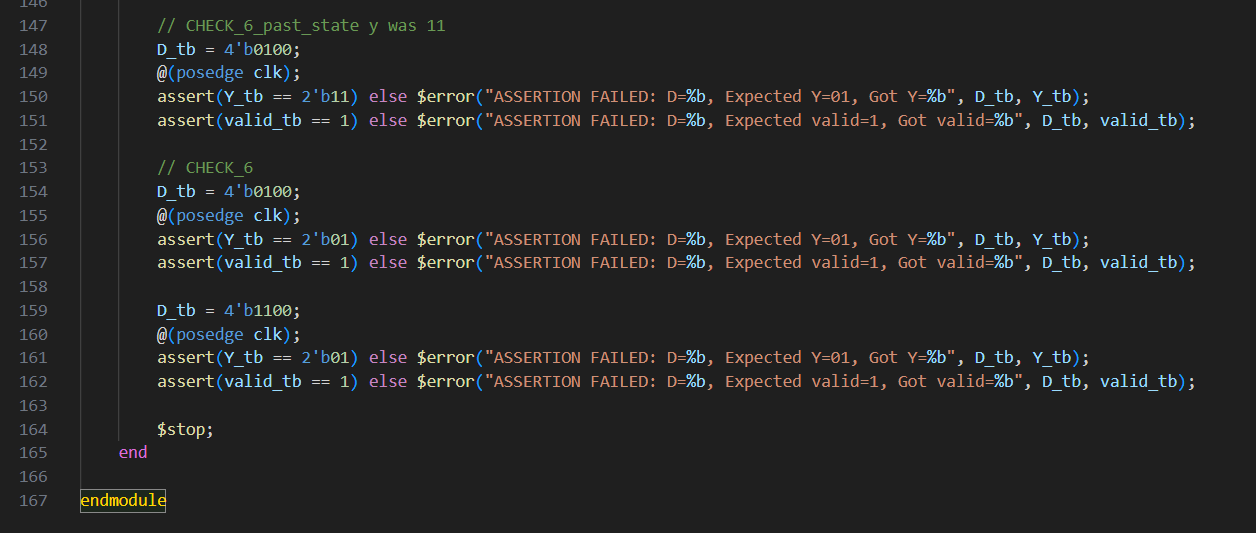 146
147 // CHECK_6_past_state y was 11
148 D_tb = 4'b0100;
149 @(posedge clk);
150 assert(Y_tb == 2'b11) else $error("ASSERTION FAILED: D=%b, Expected Y=01, Got Y=%b", D_tb, Y_tb);
151 assert(valid_tb == 1) else $error("ASSERTION FAILED: D=%b, Expected valid=1, Got valid=%b", D_tb, valid_tb);
152
153 // CHECK_6
154 D_tb = 4'b0100;
155 @(posedge clk);
156 assert(Y_tb == 2'b01) else $error("ASSERTION FAILED: D=%b, Expected Y=01, Got Y=%b", D_tb, Y_tb);
157 assert(valid_tb == 1) else $error("ASSERTION FAILED: D=%b, Expected valid=1, Got valid=%b", D_tb, valid_tb);
158
159 D_tb = 4'b1100;
160 @(posedge clk);
161 assert(Y_tb == 2'b01) else $error("ASSERTION FAILED: D=%b, Expected Y=01, Got Y=%b", D_tb, Y_tb);
162 assert(valid_tb == 1) else $error("ASSERTION FAILED: D=%b, Expected valid=1, Got valid=%b", D_tb, valid_tb);
163
164 $stop;
165 end
166
167 endmodule